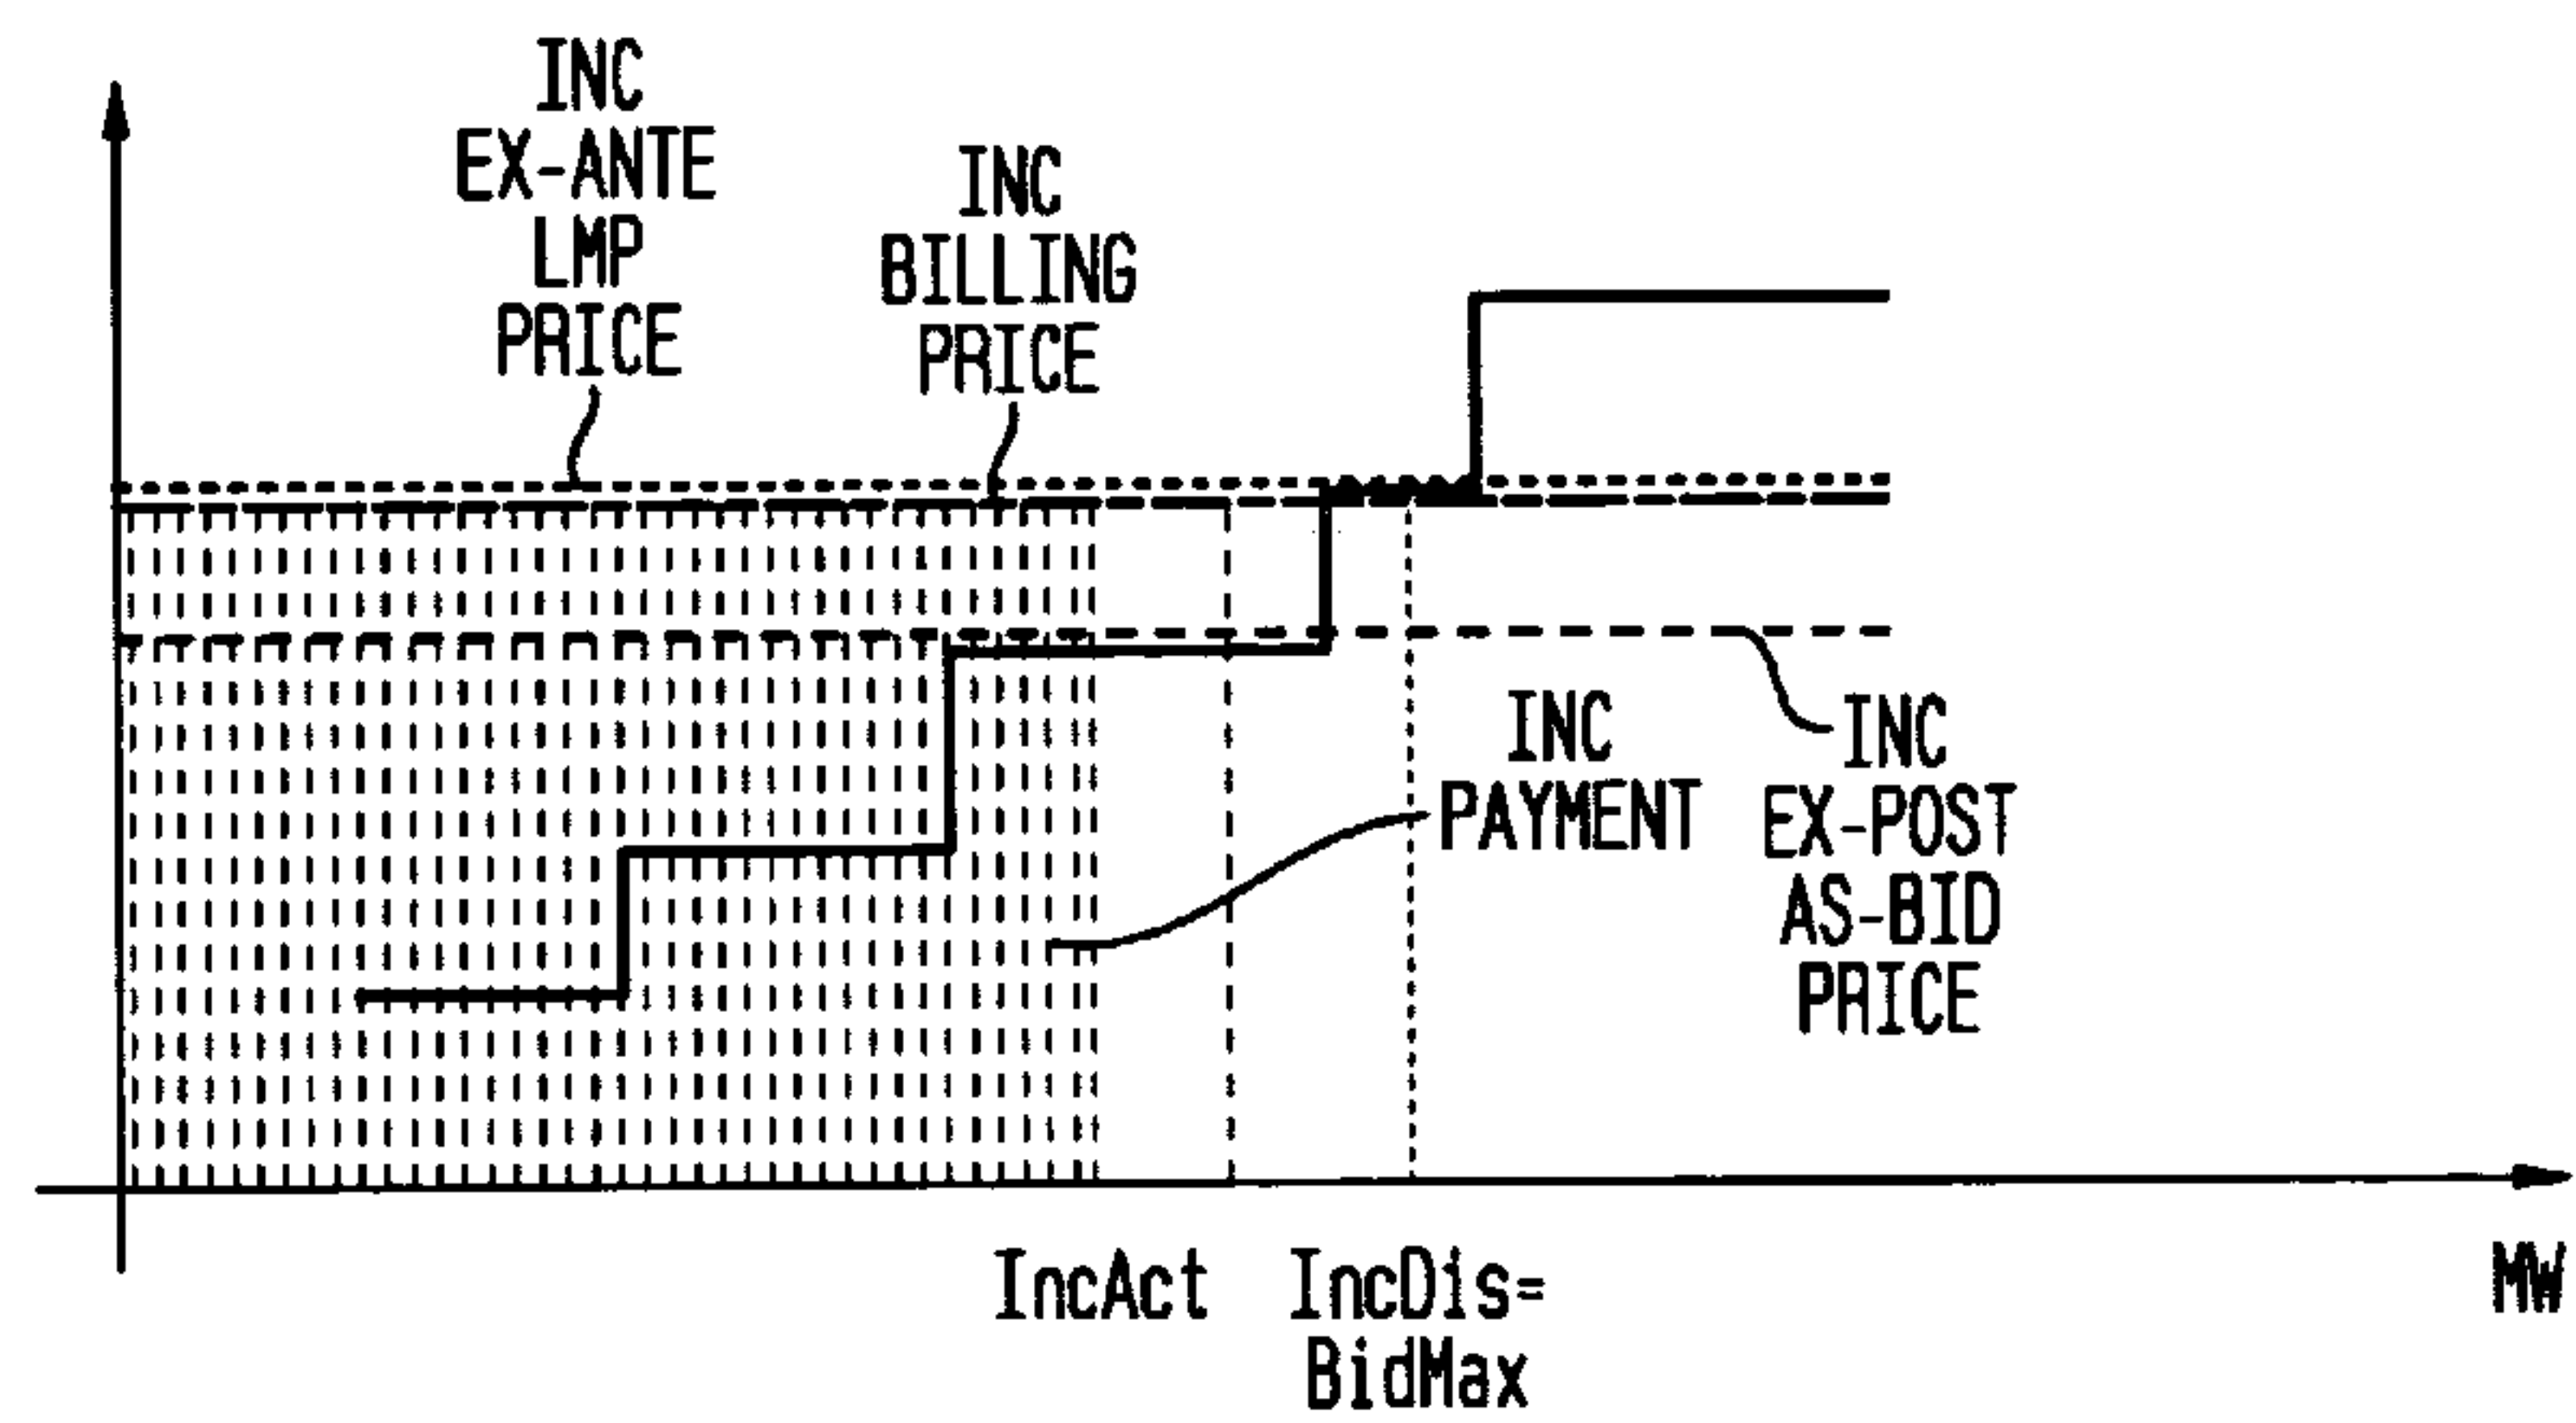 INC
EX-ANTE
LMP
PRICE
INC
BILLING
PRICE
INC
PAYMENT
INC
EX-POST
AS-BID
PRICE
IncAct
IncDis=
BidMax
MW